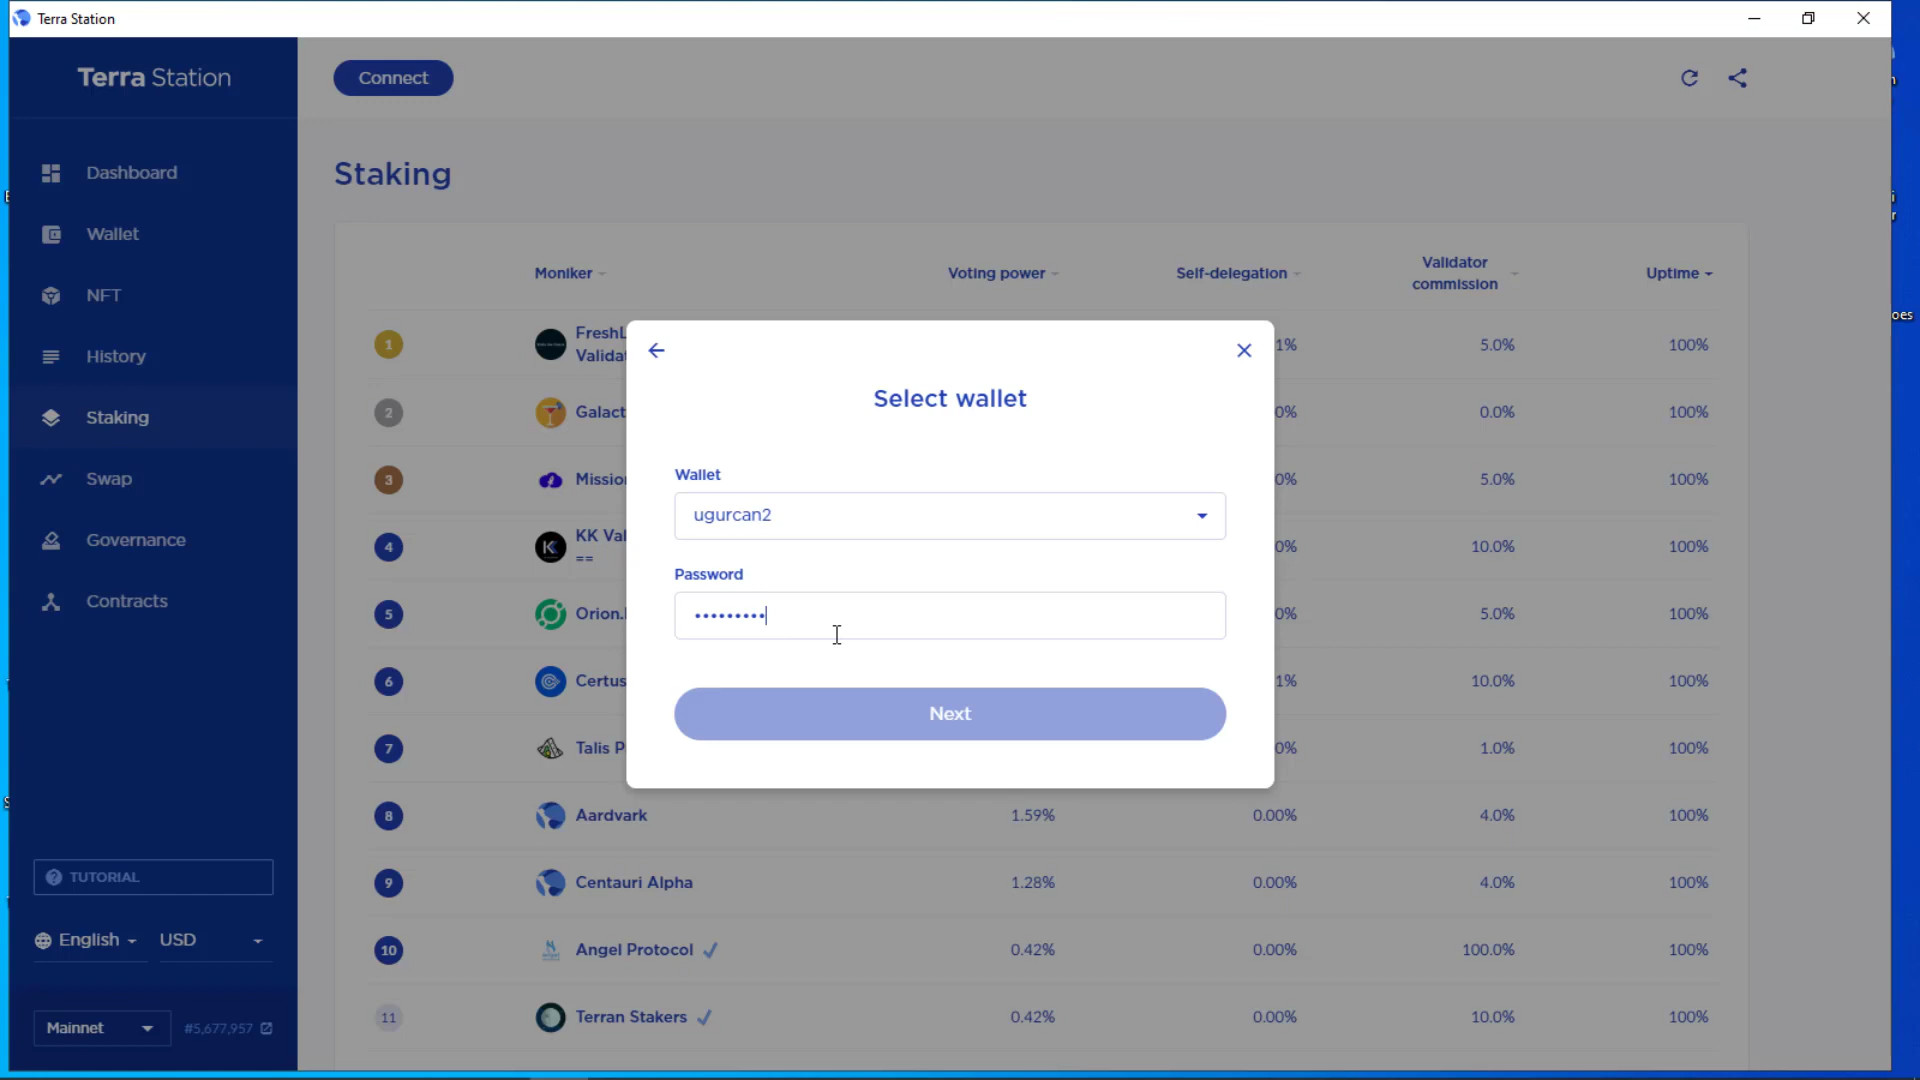 Terra Station
Terra Station
Connect
Dashboard
Wallet
NFT
History
Staking
Swap
Governance
Contracts
TUTORIAL
English
USD
Mainnet
#5,677,957
Staking
Moniker
Voting power
Self-delegation
Validator
commission
Uptime
1
5.0%
100%
2
0%
0.0%
100%
3
0%
5.0%
100%
4
==
0%
10.0%
100%
5
0%
5.0%
100%
6
1%
10.0%
100%
7
0%
1.0%
100%
8
Aardvark
1.59%
0.00%
4.0%
100%
9
Centauri Alpha
1.28%
0.00%
4.0%
100%
10
Angel Protocol
0.42%
0.00%
100.0%
100%
11
Terran Stakers
0.42%
0.00%
10.0%
100%
Select wallet
Wallet
ugurcan2
Password
•••••••••
Next